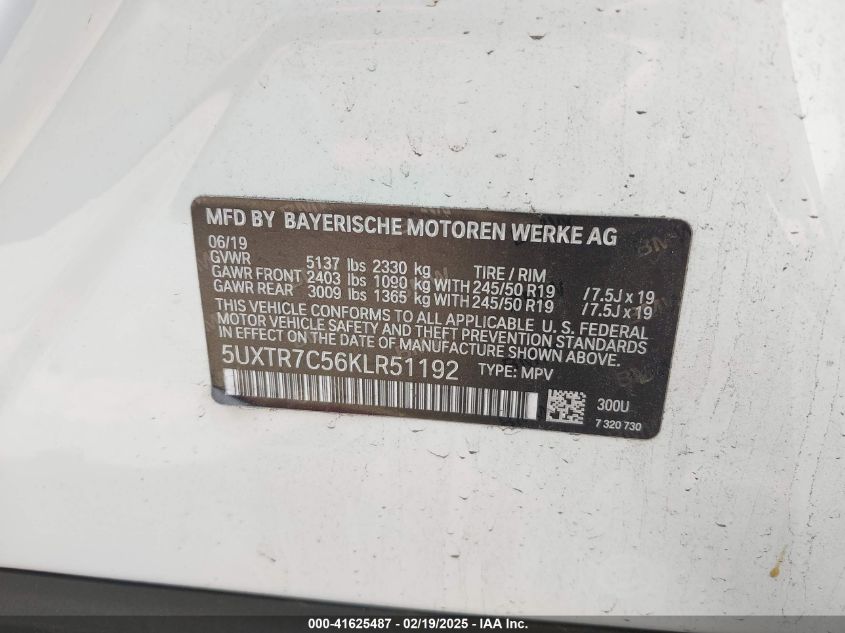 MFD BY BAYERISCHE MOTOREN WERKE AG
06/19
GVWR 5137 lbs 2330 kg TIRE / RIM
GAWR FRONT 2403 lbs 1090 kg WITH 245/50 R19 /7.5J x 19
GAWR REAR 3009 lbs 1365 kg WITH 245/50 R19 /7.5J x 19
THIS VEHICLE CONFORMS TO ALL APPLICABLE U.S. FEDERAL
MOTOR VEHICLE SAFETY AND THEFT PREVENTION STANDARDS
IN EFFECT ON THE DATE OF MANUFACTURE SHOWN ABOVE.
5UXTR7C56KLR51192 TYPE: MPV
300U
7 320 730
000-41625487 - 02/19/2025 - IAAI.com